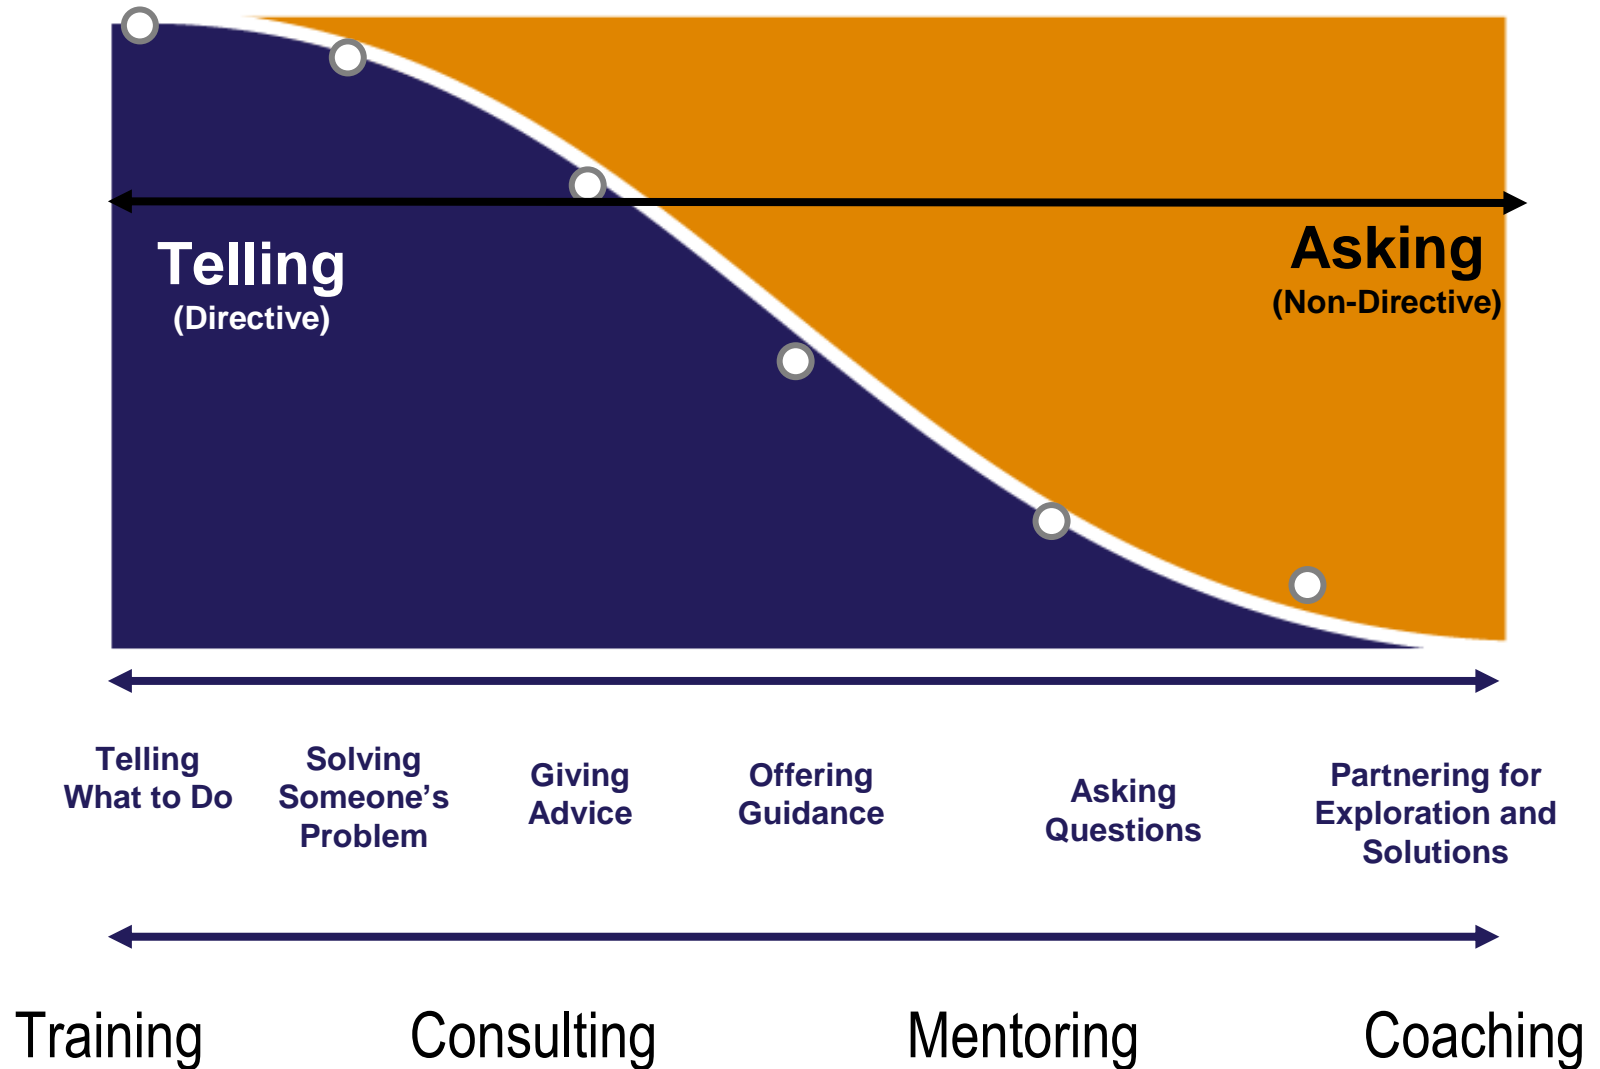 Telling
(Directive)
Asking
(Non-Directive)
Telling
What to Do
Solving
Someone’s
Problem
Giving
Advice
Offering
Guidance
Asking
Questions
Partnering for
Exploration and
Solutions
Training
Consulting
Mentoring
Coaching